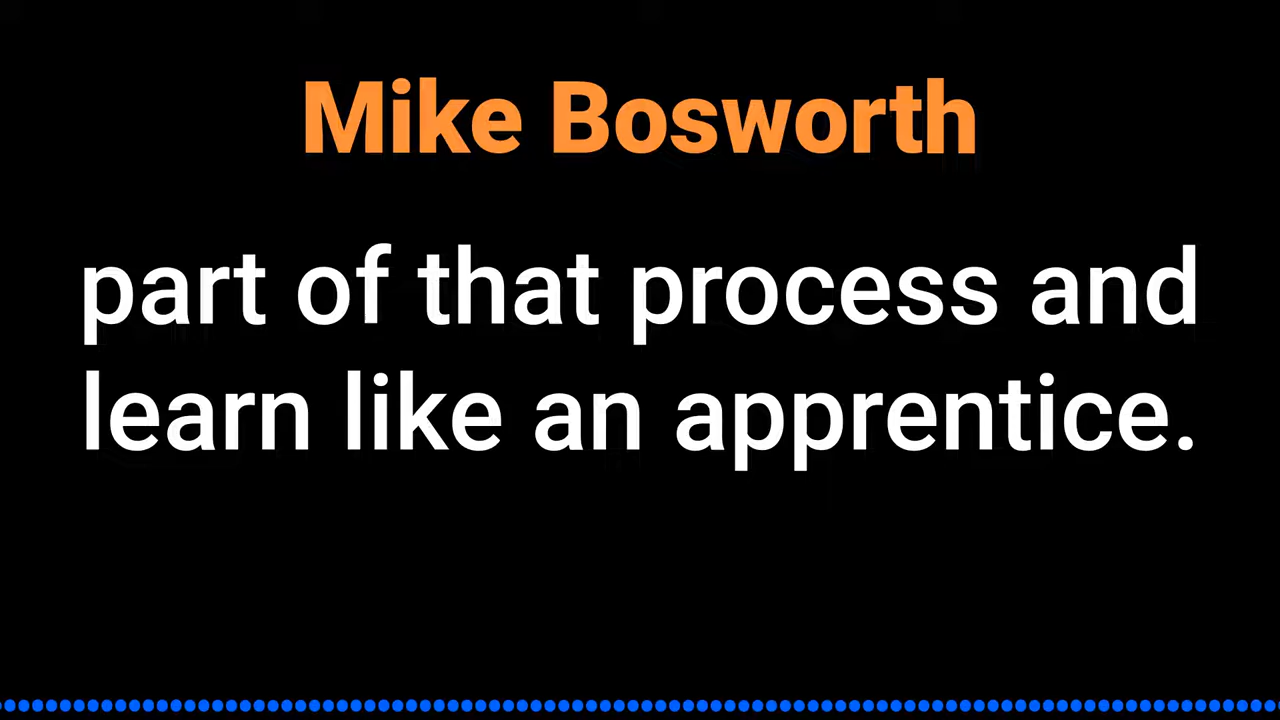 Mike Bosworth
part of that process and
learn like an apprentice.